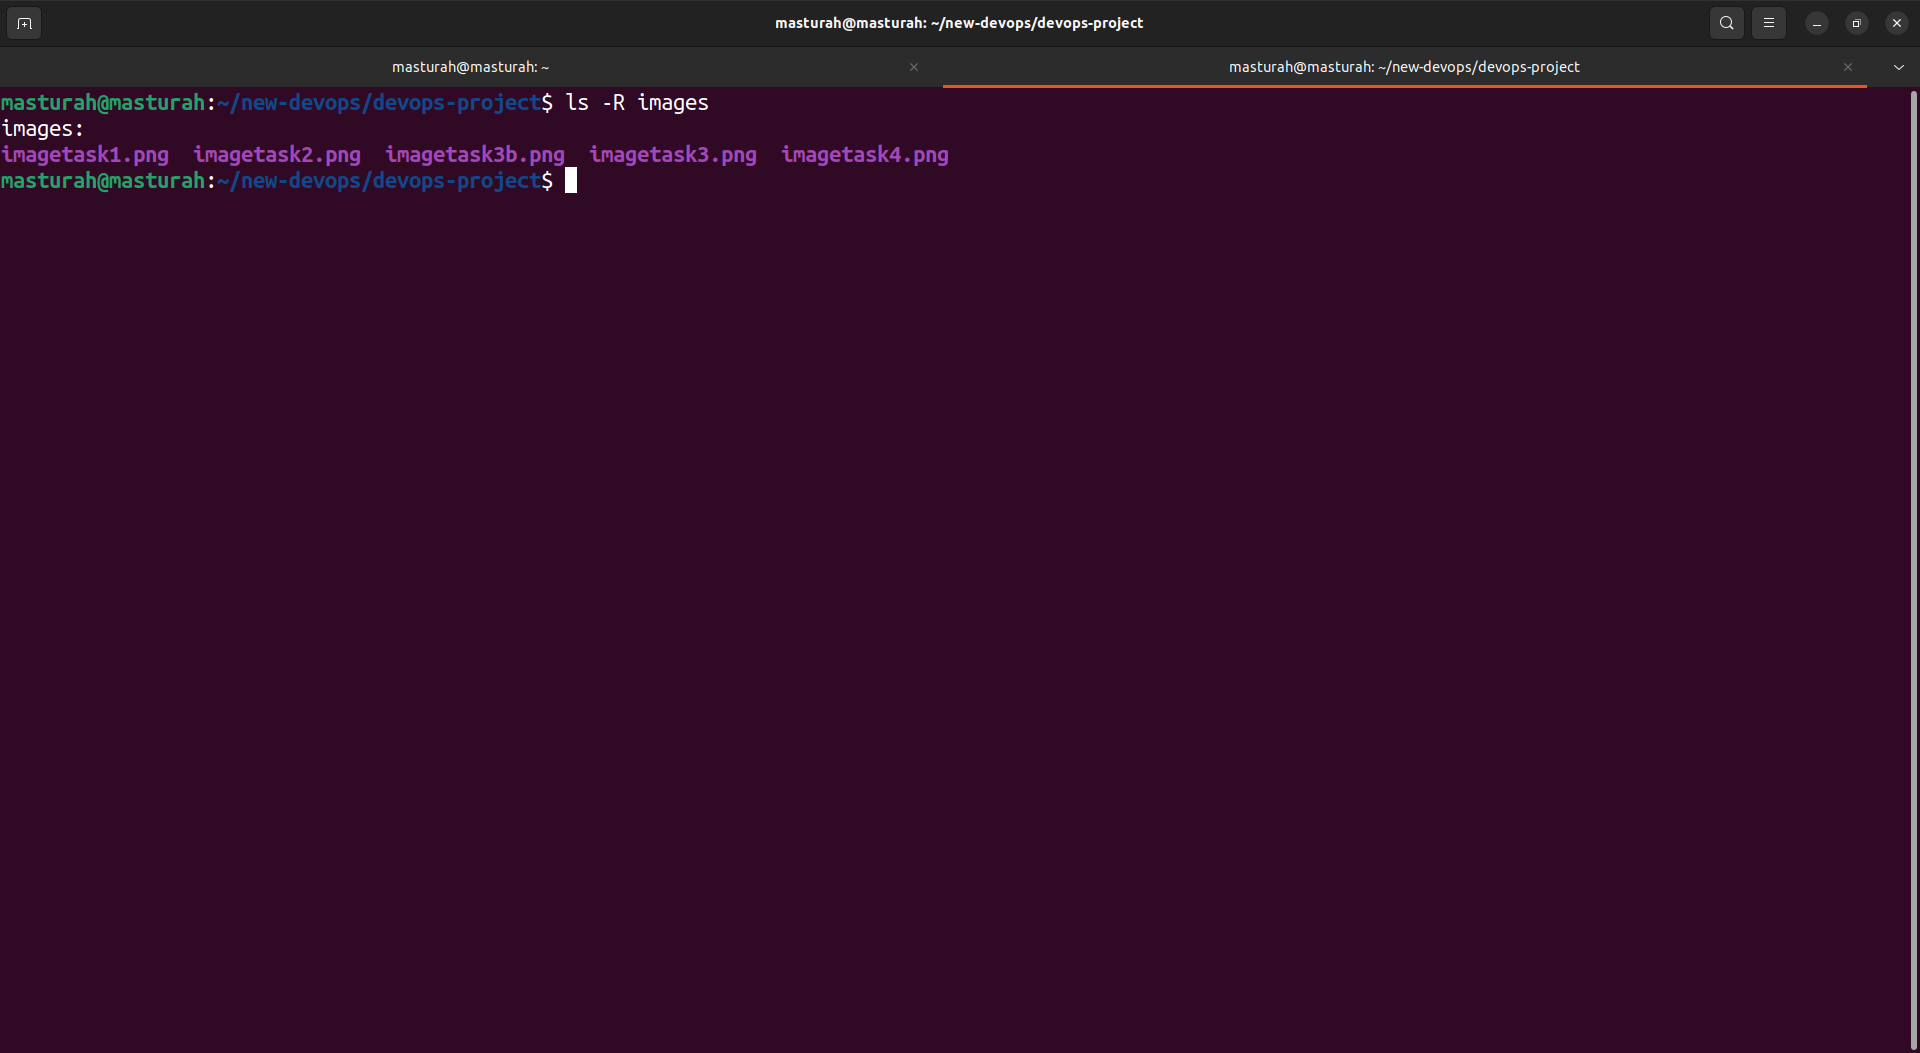 masturah@masturah: ~/new-devops/devops-project
masturah@masturah: ~
masturah@masturah: ~/new-devops/devops-project
masturah@masturah:~/new-devops/devops-project$ ls -R images
images:
imagetask1.png  imagetask2.png  imagetask3b.png  imagetask3.png  imagetask4.png
masturah@masturah:~/new-devops/devops-project$